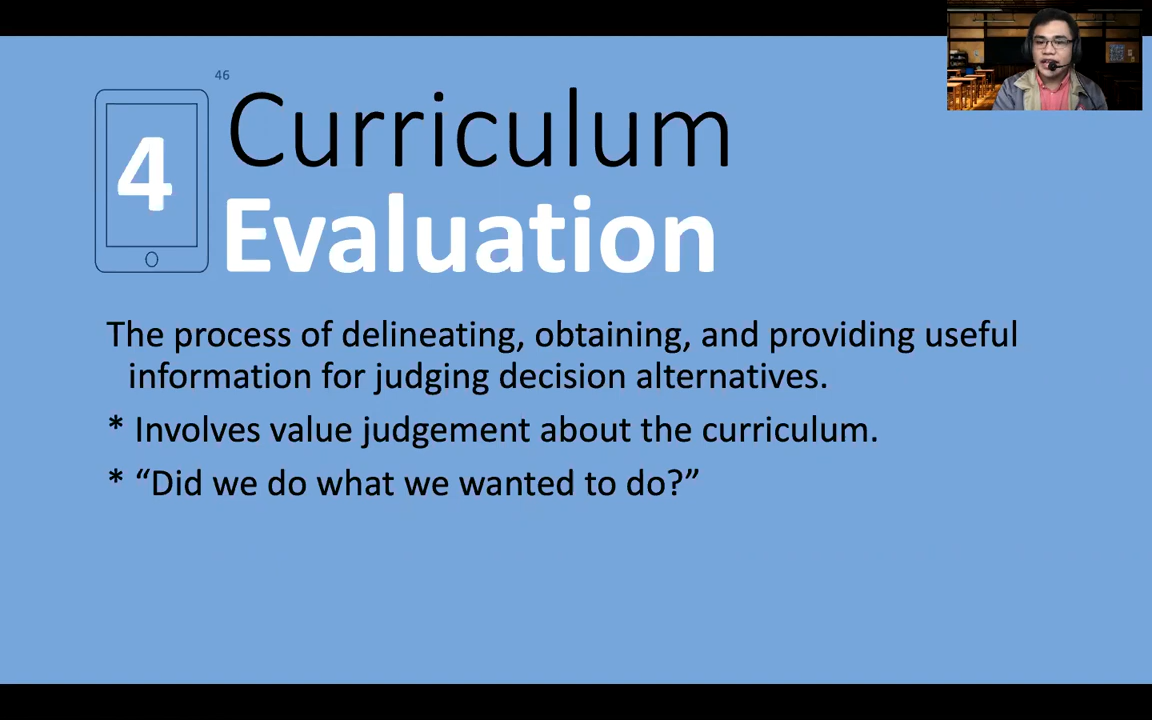 46
4
Curriculum
Evaluation
The process of delineating, obtaining, and providing useful
information for judging decision alternatives.
* Involves value judgement about the curriculum.
* “Did we do what we wanted to do?”